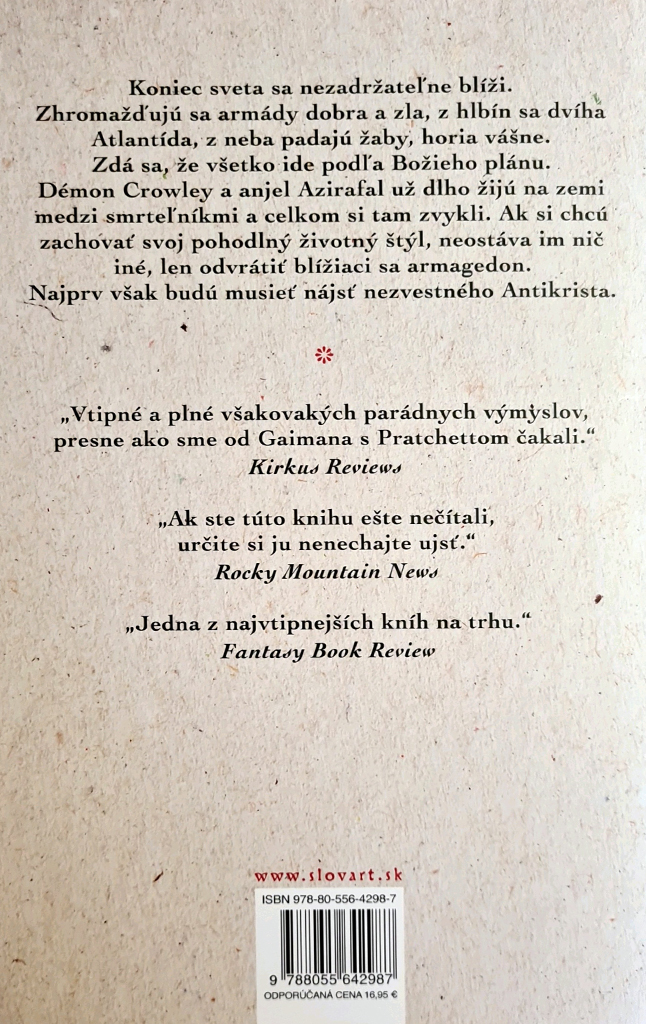 Koniec sveta sa nezadržateľne blíži.
Zhromažďujú sa armády dobra a zla, z hlbín sa dvíha
Atlantída, z neba padajú žaby, horia vášne.
Zdá sa, že všetko ide podľa Božieho plánu.
Démon Crowley a anjel Azirafal už dlho žijú na zemi
medzi smrteľníkmi a celkom si tam zvykli. Ak si chcú
zachovať svoj pohodlný životný štýl, neostáva im nič
iné, len odvrátiť blížiaci sa armagedon.
Najprv však budú musieť nájsť nezvestného Antikrista.
„Vtipné a plné všakovakých parádnych výmyslov,
presne ako sme od Gaimana s Pratchettom čakali.“
Kirkus Reviews
„Ak ste túto knihu ešte nečítali,
určite si ju nenechajte ujsť.“
Rocky Mountain News
„Jedna z najvtipnejších kníh na trhu.“
Fantasy Book Review
www.slovart.sk
ISBN 978-80-556-4298-7
9 788055 642987
ODPORÚČANÁ CENA 16,95 €